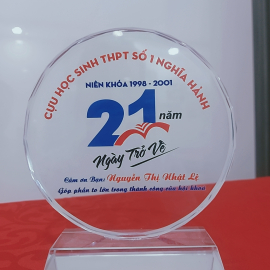 CỰU HỌC SINH THPT SỐ 1 NGHĨA HÀNH
NIÊN KHÓA 1998 - 2001
21 năm
Ngày Trở Về
Cảm ơn Bạn: Nguyễn Thị Nhật Lệ
Góp phần to lớn trong thành công của hội khóa